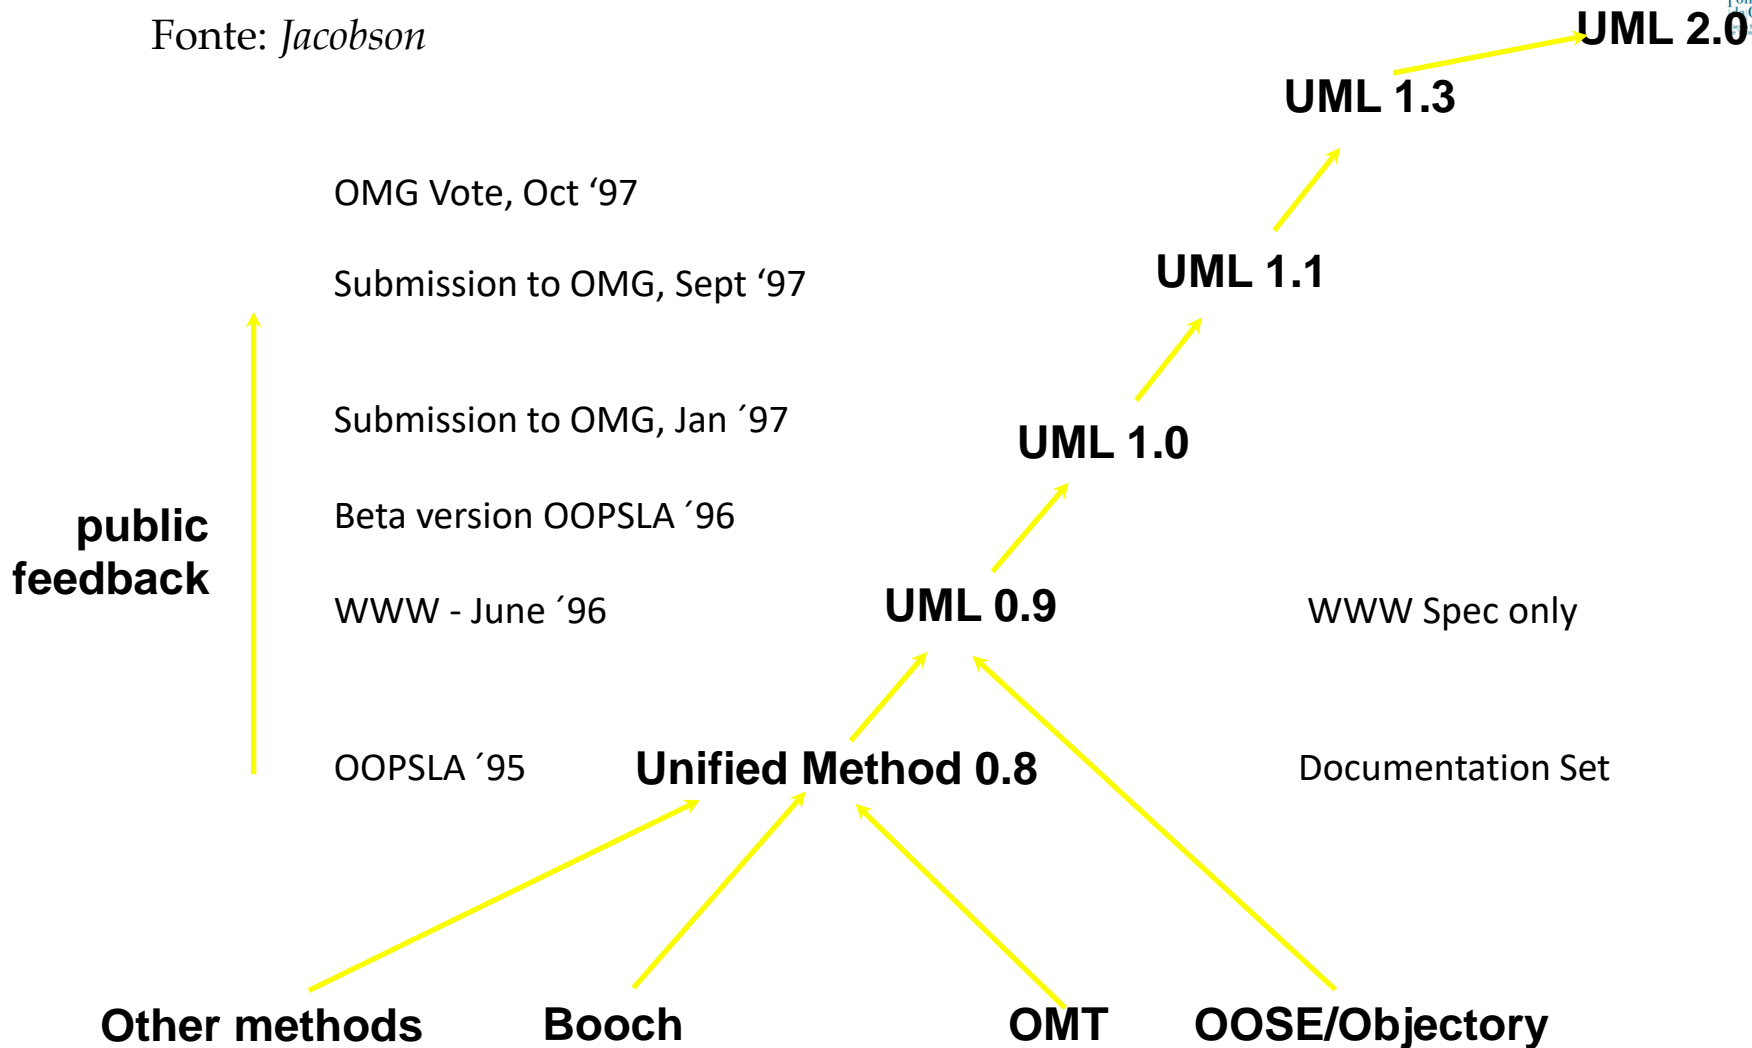 Fonte: Jacobson
UML 2.0
UML 1.3
OMG Vote, Oct ‘97
Submission to OMG, Sept ‘97
UML 1.1
Submission to OMG, Jan ´97
UML 1.0
public
feedback
Beta version OOPSLA ´96
WWW - June ´96
UML 0.9
WWW Spec only
OOPSLA ´95
Unified Method 0.8
Documentation Set
Other methods
Booch
OMT
OOSE/Objectory